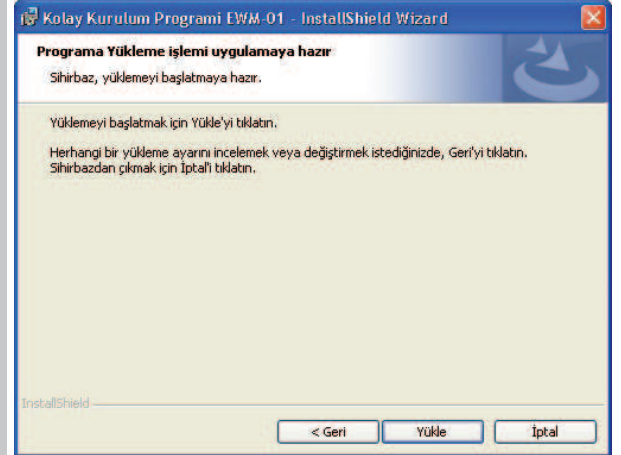 Kolay Kurulum Programi EWM-01 - InstallShield Wizard
Programa Yükleme işlemi uygulamaya hazır
Sihirbaz, yüklemeyi başlatmaya hazır.
Yüklemeyi başlatmak için Yükle'yi tıklatın.
Herhangi bir yükleme ayarını incelemek veya değiştirmek istediğinizde, Geri'yi tıklatın.
Sihirbazdan çıkmak için İptal'i tıklatın.
InstallShield
< Geri
Yükle
İptal